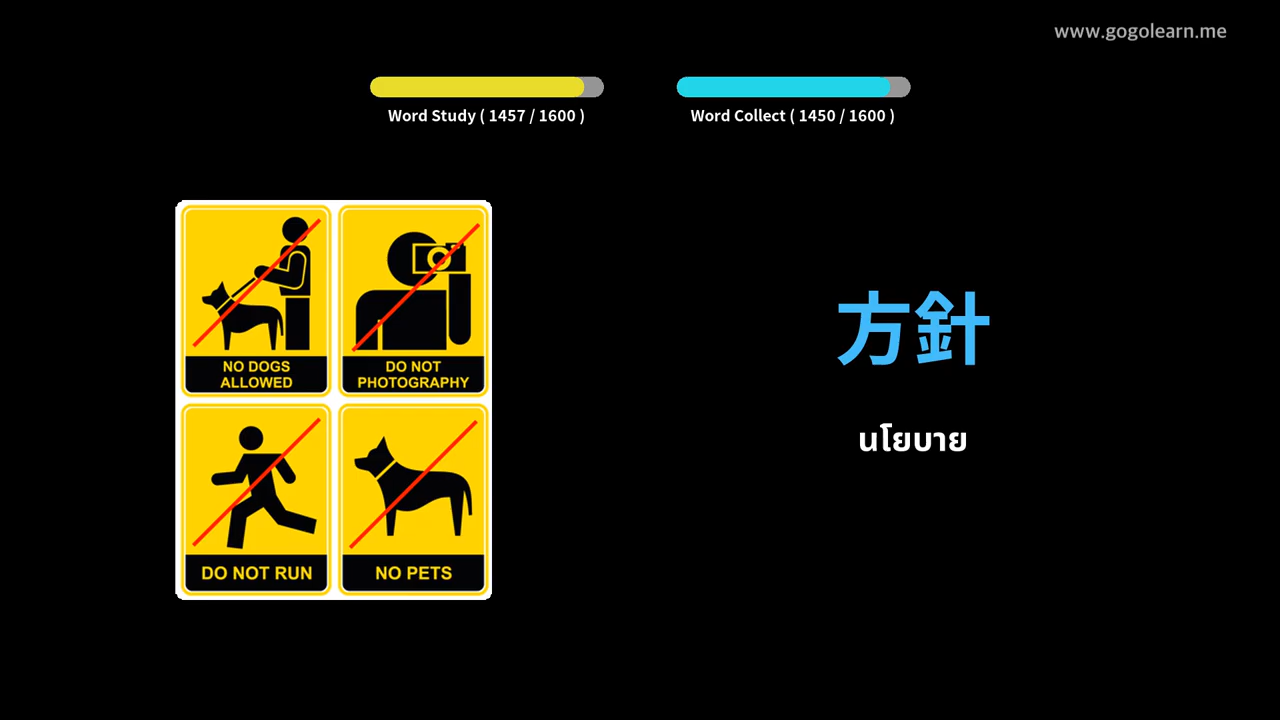 www.gogolearn.me
Word Study ( 1457 / 1600 )
Word Collect ( 1450 / 1600 )
NO DOGS
ALLOWED
DO NOT
PHOTOGRAPHY
DO NOT RUN
NO PETS
方針
นโยบาย